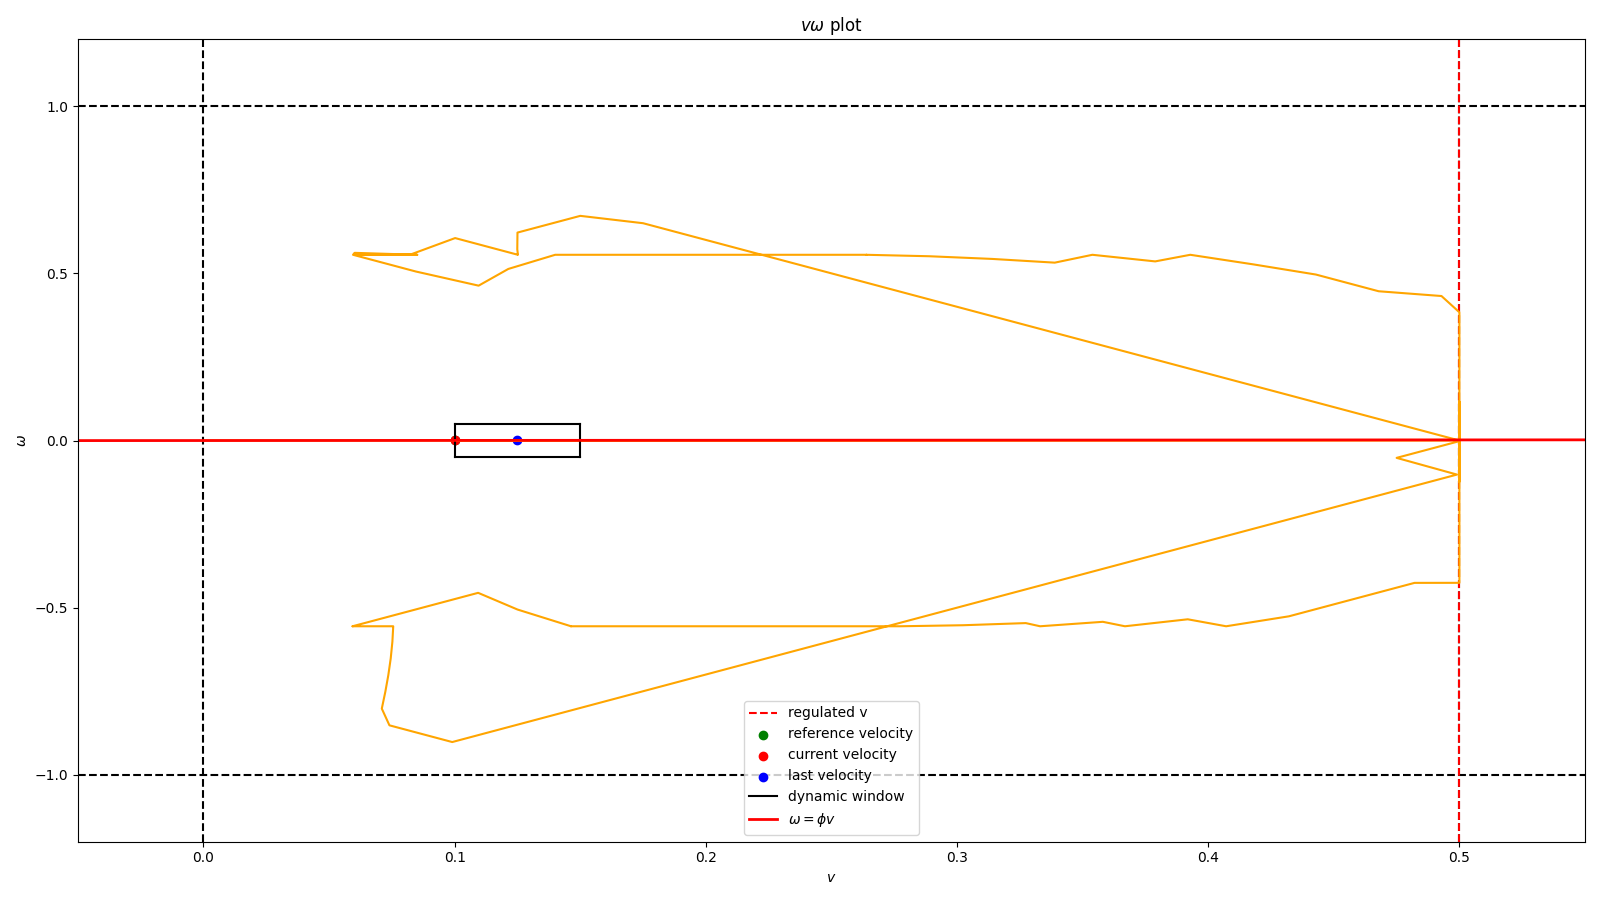 vω plot
1.0
0.5
0.0
−0.5
−1.0
ω
0.0
0.1
0.2
0.3
0.4
0.5
v
regulated v
reference velocity
current velocity
last velocity
dynamic window
ω = ϕv